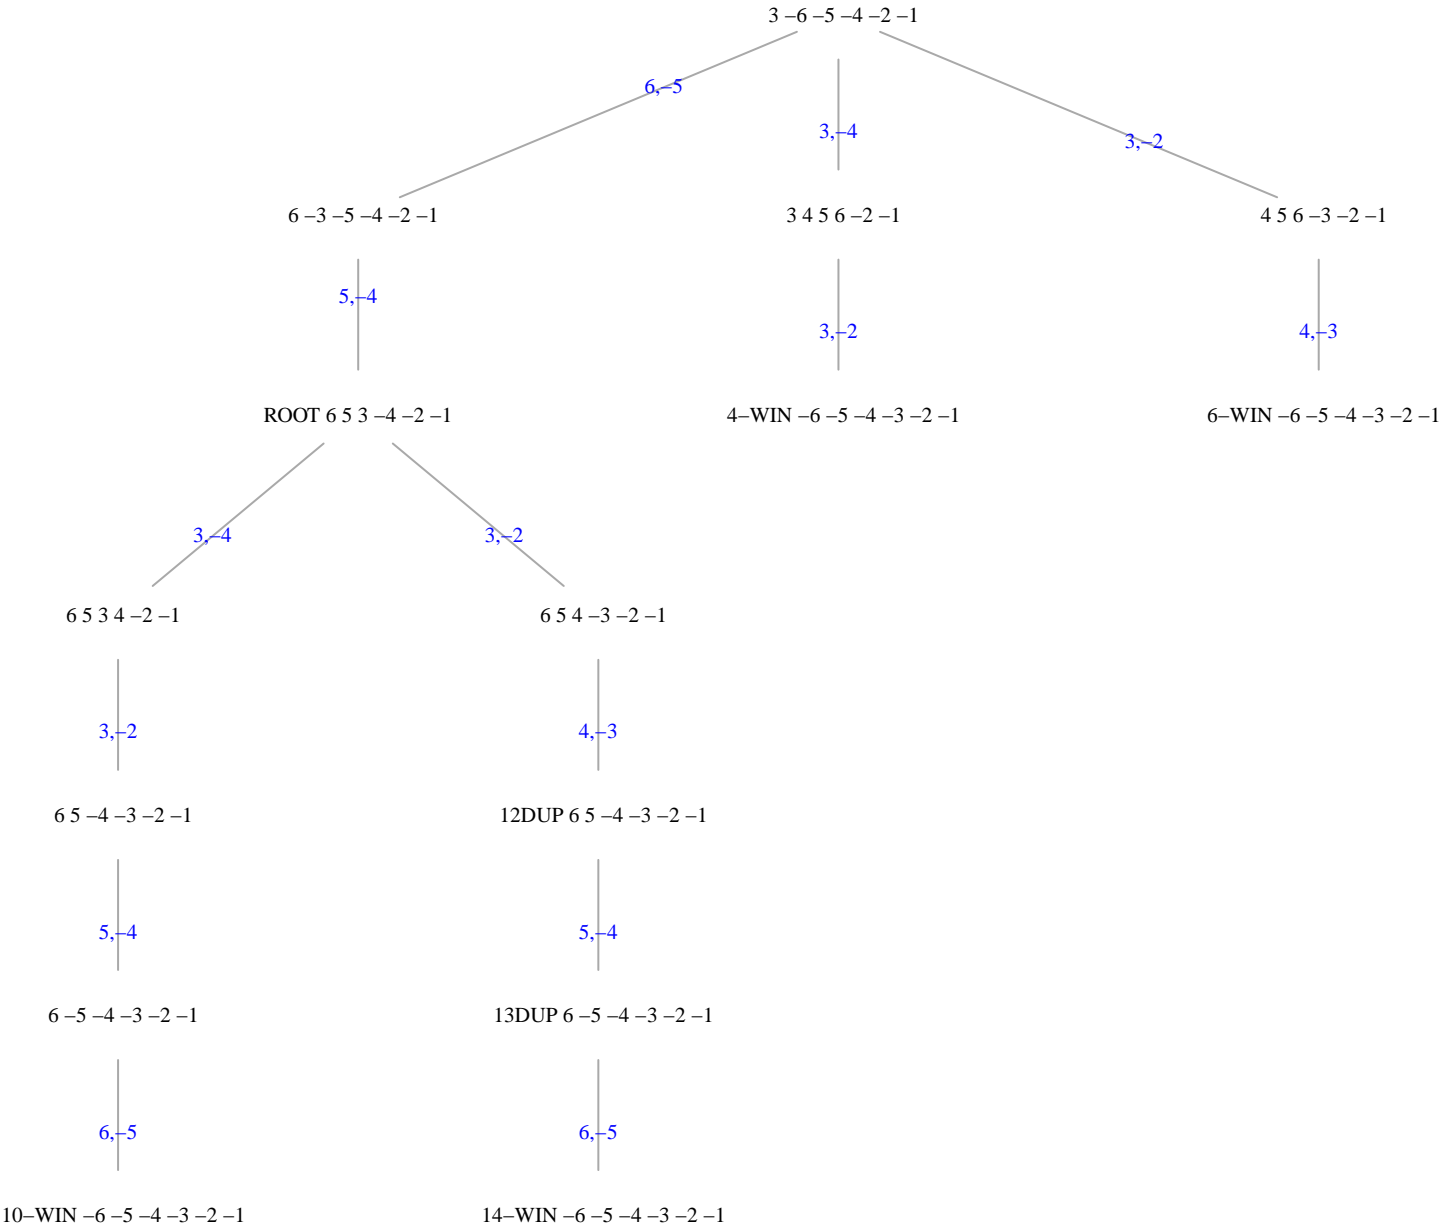 3 –6 –5 –4 –2 –1
6,–5
3,–4
3,–2
6 –3 –5 –4 –2 –1
3 4 5 6 –2 –1
4 5 6 –3 –2 –1
5,–4
3,–2
4,–3
ROOT 6 5 3 –4 –2 –1
4–WIN –6 –5 –4 –3 –2 –1
6–WIN –6 –5 –4 –3 –2 –1
3,–4
3,–2
6 5 3 4 –2 –1
6 5 4 –3 –2 –1
3,–2
4,–3
6 5 –4 –3 –2 –1
12DUP 6 5 –4 –3 –2 –1
5,–4
5,–4
6 –5 –4 –3 –2 –1
13DUP 6 –5 –4 –3 –2 –1
6,–5
6,–5
10–WIN –6 –5 –4 –3 –2 –1
14–WIN –6 –5 –4 –3 –2 –1